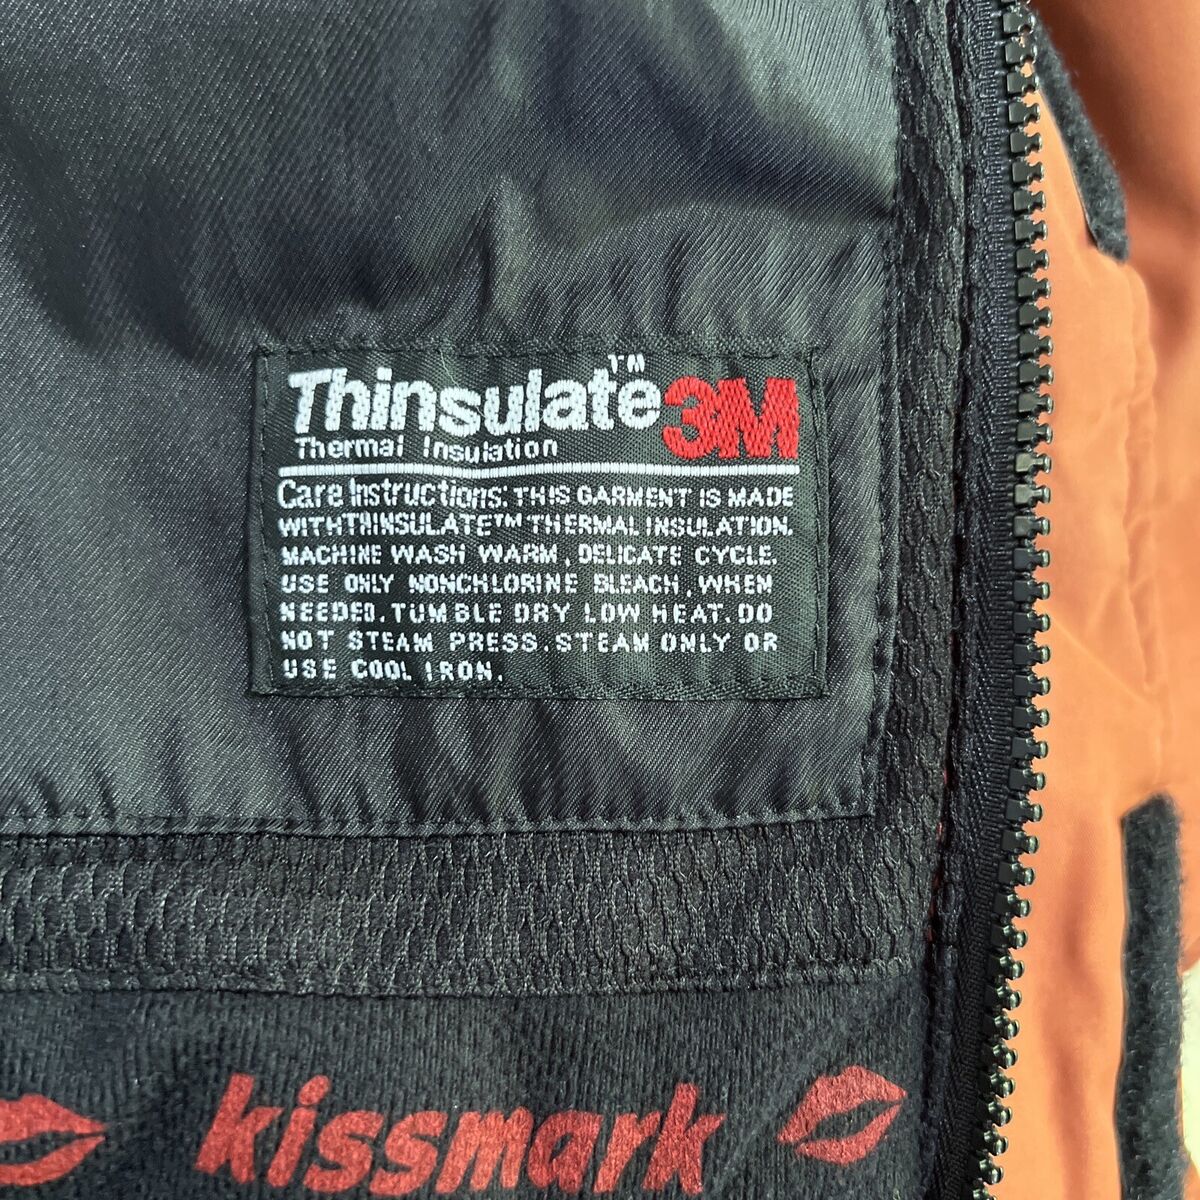 Thinsulate™ 3M
Thermal Insulation
Care Instructions: THIS GARMENT IS MADE
WITH THINSULATE™ THERMAL INSULATION.
MACHINE WASH WARM, DELICATE CYCLE.
USE ONLY NONCHLORINE BLEACH, WHEN
NEEDED. TUMBLE DRY LOW HEAT. DO
NOT STEAM PRESS. STEAM ONLY OR
USE COOL IRON.
kissmark